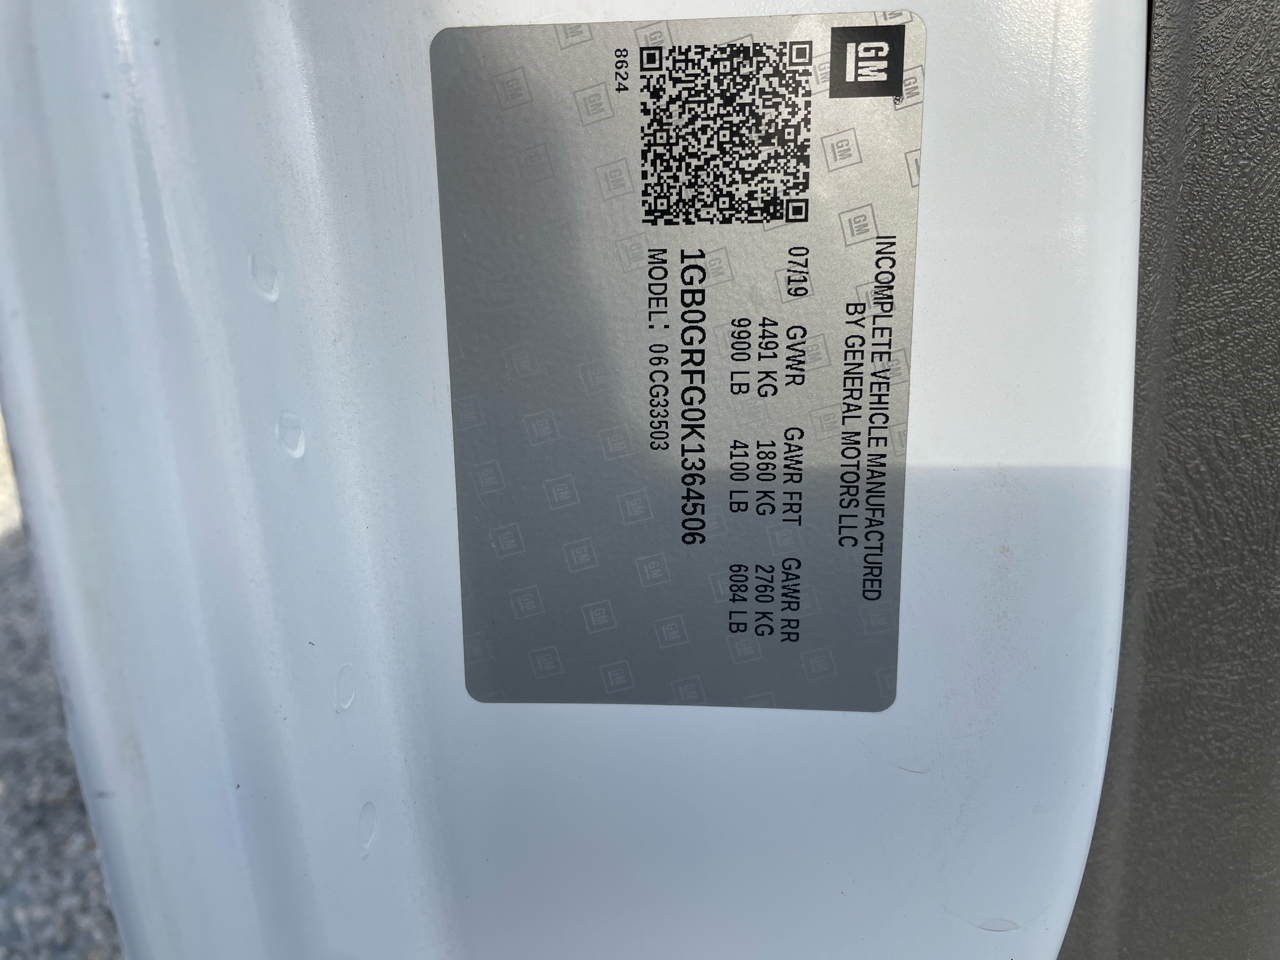 GM
INCOMPLETE VEHICLE MANUFACTURED
BY GENERAL MOTORS LLC
07/19 GVWR GAWR FRT GAWR RR
4491 KG 1860 KG 2760 KG
9900 LB 4100 LB 6084 LB
1GB0GRFG0K1364506
MODEL: 06CG33503
8624